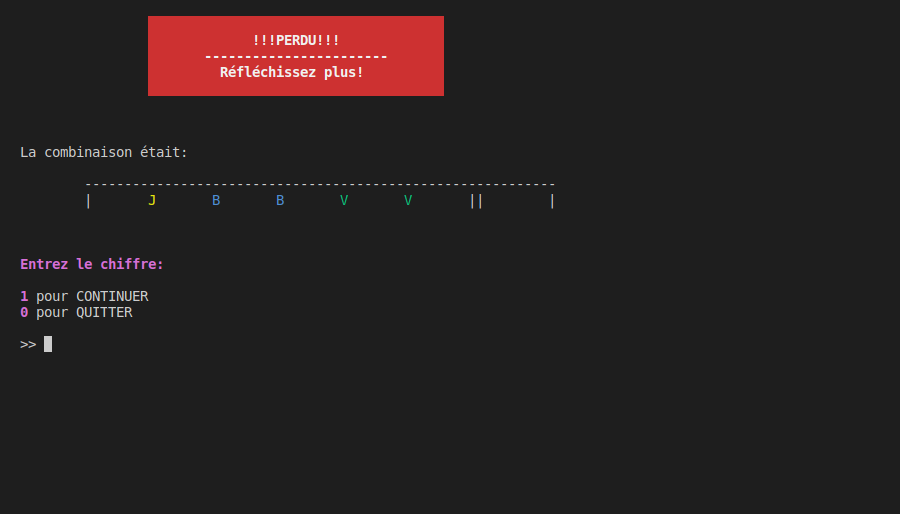 !!!PERDU!!!
-----------------------
Réfléchissez plus!
La combinaison était:
-----------------------------------------------------------
| J B B V V || |
Entrez le chiffre:
1 pour CONTINUER
0 pour QUITTER
>>